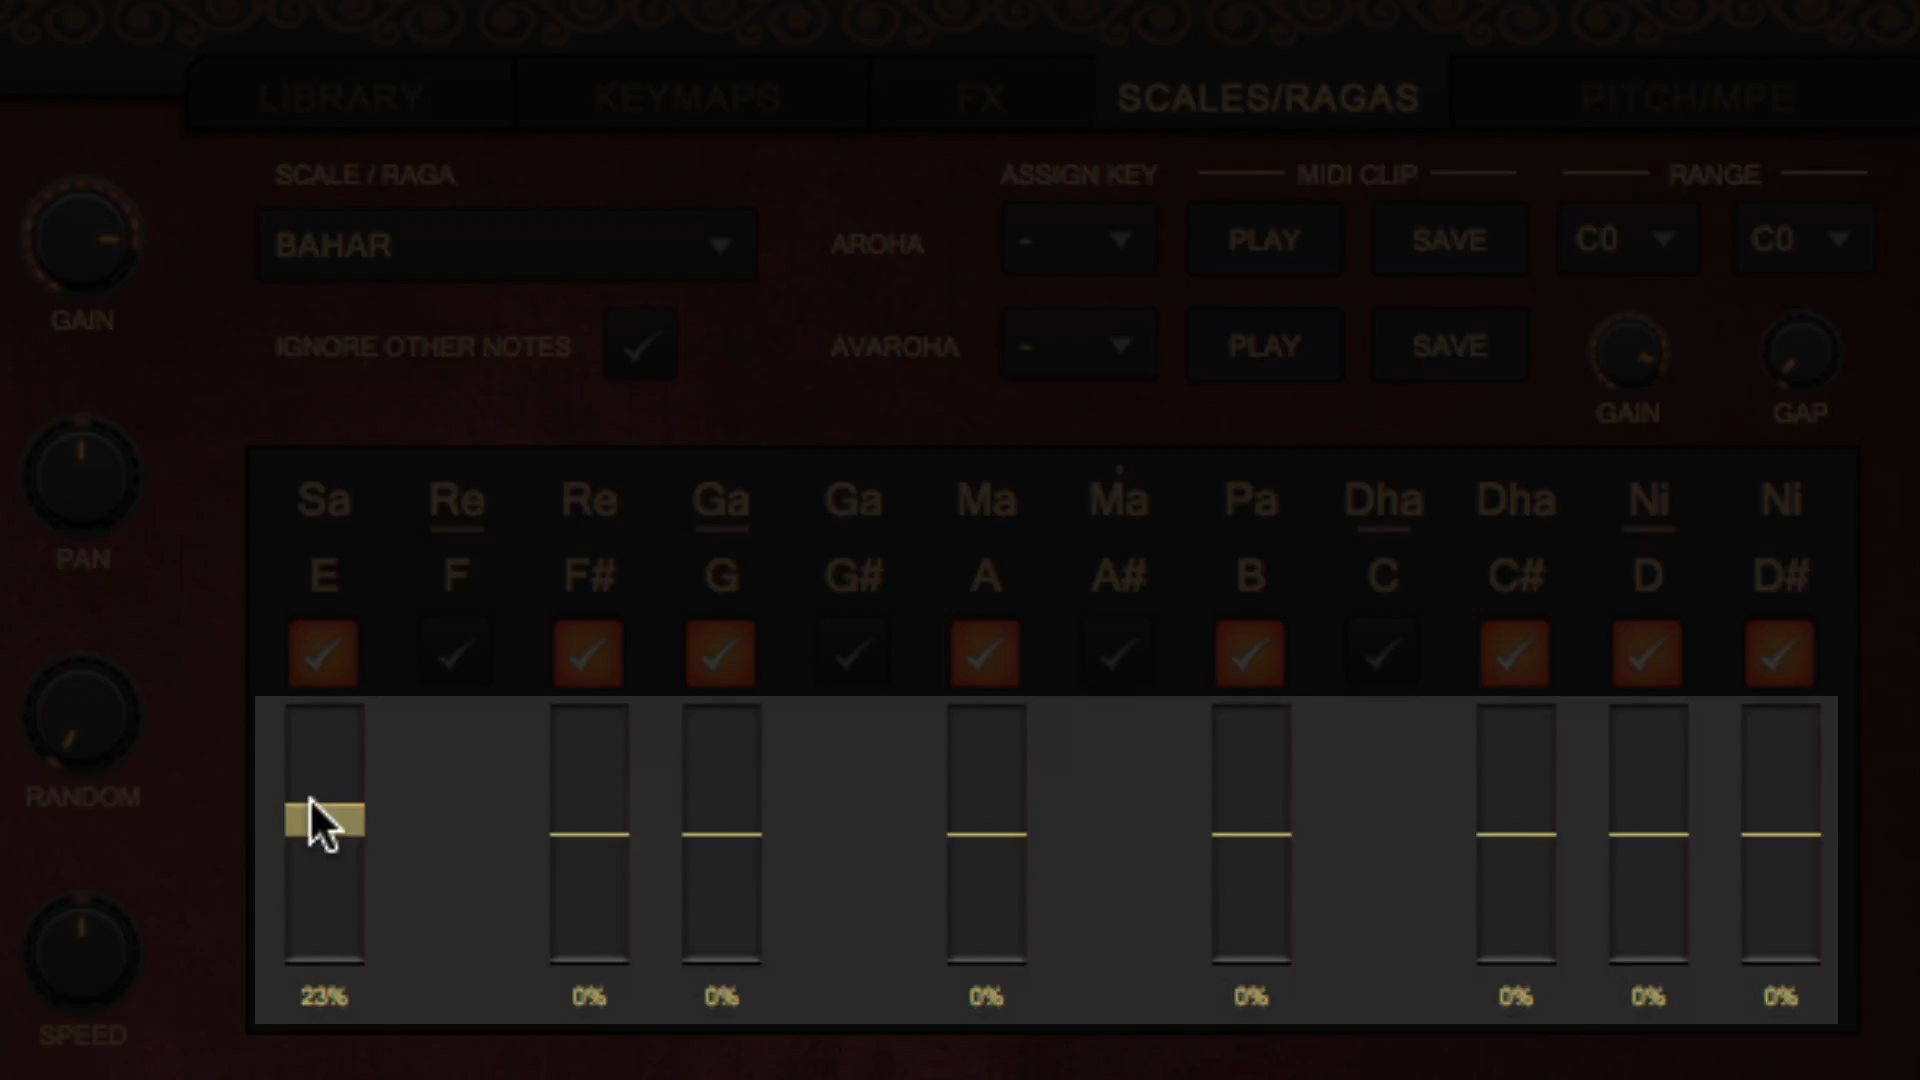 LIBRARY KEYMAPS FX SCALES/RAGAS PITCH/MPE
SCALE / RAGA ASSIGN KEY MIDI CLIP RANGE
BAHAR AROHA - PLAY SAVE C0 C0
GAIN
IGNORE OTHER NOTES AVAROHA - PLAY SAVE
GAIN GAP
Sa Re Re Ga Ga Ma Ṁa Pa Dha Dha Ni Ni
PAN
E F F# G G# A A# B C C# D D#
RANDOM
23% 0% 0% 0% 0% 0% 0% 0%
SPEED